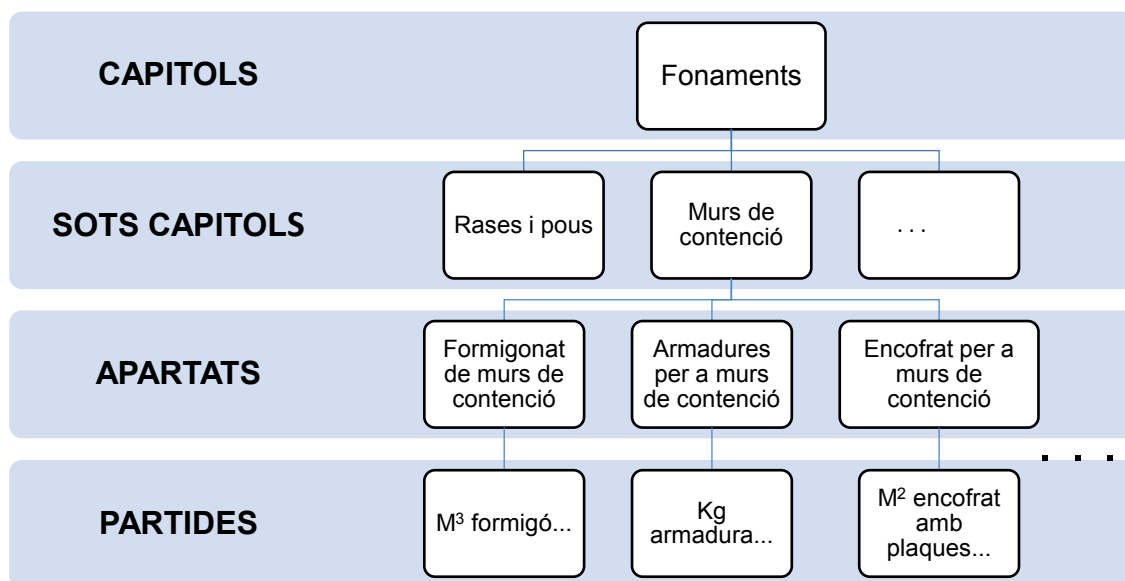 CAPITOLS
Fonaments
SOTS CAPITOLS
Rases i pous
Murs de
contenció
. . .
APARTATS
Formigonat
de murs de
contenció
Armadures
per a murs
de contenció
Encofrat per a
murs de
contenció
. . .
PARTIDES
M³ formigó...
Kg
armadura...
M² encofrat
amb
plaques...